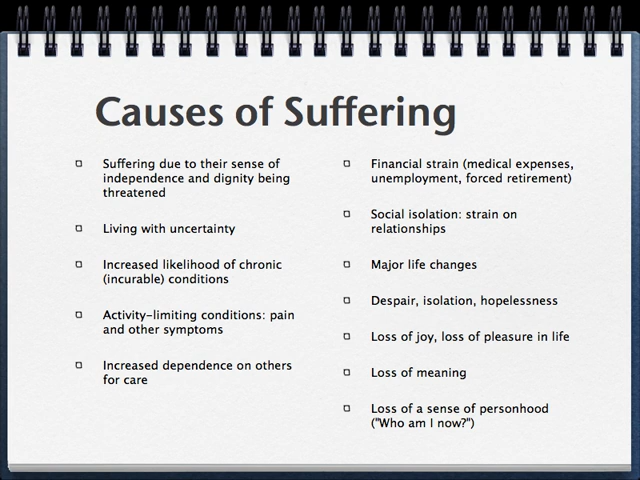 Causes of Suffering
Suffering due to their sense of
independence and dignity being
threatened
Living with uncertainty
Increased likelihood of chronic
(incurable) conditions
Activity-limiting conditions: pain
and other symptoms
Increased dependence on others
for care
Financial strain (medical expenses,
unemployment, forced retirement)
Social isolation: strain on
relationships
Major life changes
Despair, isolation, hopelessness
Loss of joy, loss of pleasure in life
Loss of meaning
Loss of a sense of personhood
("Who am I now?")